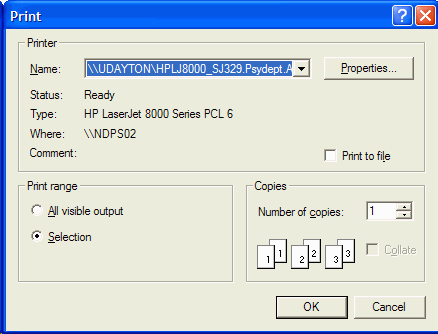 Print
Printer
Name: \\UDAYTON\HPLJ8000_SJ329.Psydept.A
Properties...
Status: Ready
Type: HP LaserJet 8000 Series PCL 6
Where: \\NDPS02
Comment:
Print to file
Print range
All visible output
Selection
Copies
Number of copies: 1
1 1 2 2 3 3
Collate
OK
Cancel